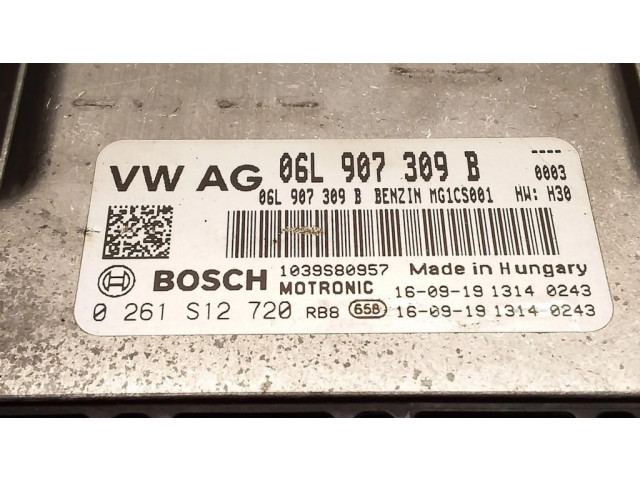 ----
VW AG 06L 907 309 B 0003
06L 907 309 B BENZIN MG1CS001 HW: H30
BOSCH 1039S80957 Made in Hungary
MOTRONIC 16-09-19 1314 0243
0 261 S12 720 RB8 658 16-09-19 1314 0243